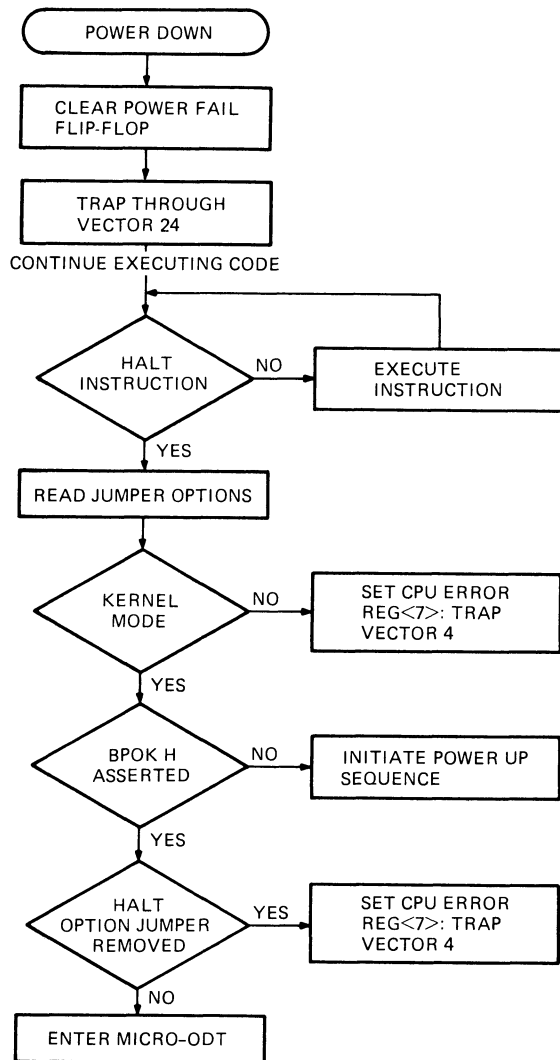 POWER DOWN
CLEAR POWER FAIL
FLIP-FLOP
TRAP THROUGH
VECTOR 24
CONTINUE EXECUTING CODE
HALT
INSTRUCTION
NO
EXECUTE
INSTRUCTION
YES
READ JUMPER OPTIONS
KERNEL
MODE
NO
SET CPU ERROR
REG<7>: TRAP
VECTOR 4
YES
BPOK H
ASSERTED
NO
INITIATE POWER UP
SEQUENCE
YES
HALT
OPTION JUMPER
REMOVED
YES
SET CPU ERROR
REG<7>: TRAP
VECTOR 4
NO
ENTER MICRO-ODT